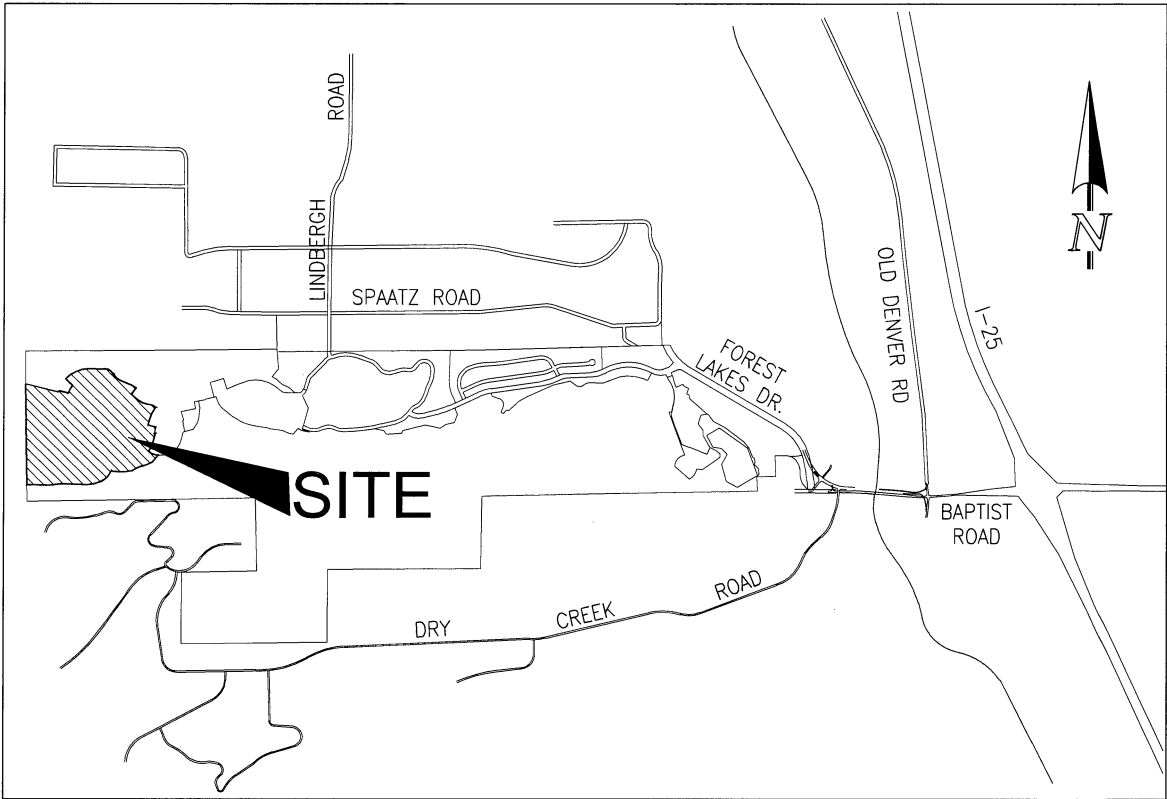 LINDBERGH ROAD
SPAATZ ROAD
FOREST
LAKES DR.
OLD DENVER RD
I-25
N
SITE
BAPTIST
ROAD
DRY CREEK ROAD